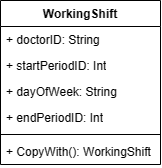 WorkingShift
+ doctorID: String
+ startPeriodID: Int
+ dayOfWeek: String
+ endPeriodID: Int
+ CopyWith(): WorkingShift